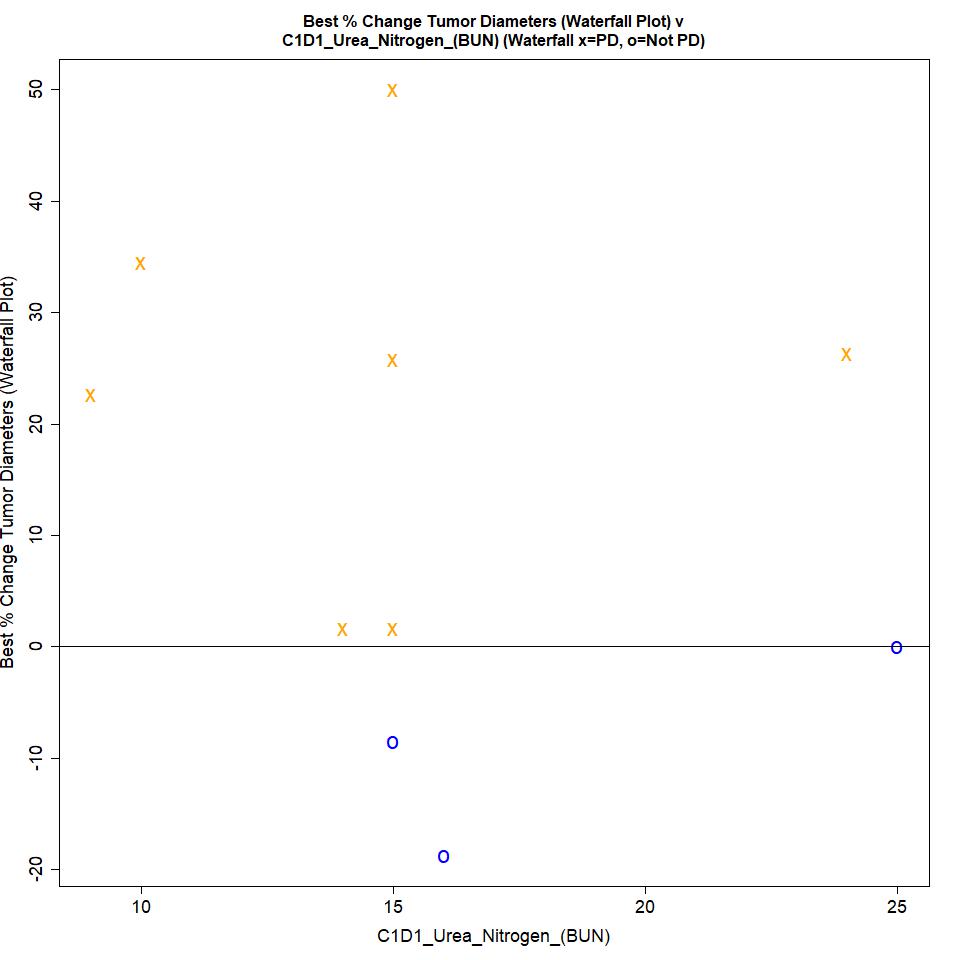 Best % Change Tumor Diameters (Waterfall Plot) v
C1D1_Urea_Nitrogen_(BUN) (Waterfall x=PD, o=Not PD)
Best % Change Tumor Diameters (Waterfall Plot)
50
40
30
20
10
0
-10
-20
x
x
x
x
x
x
x
o
o
o
10
15
20
25
C1D1_Urea_Nitrogen_(BUN)